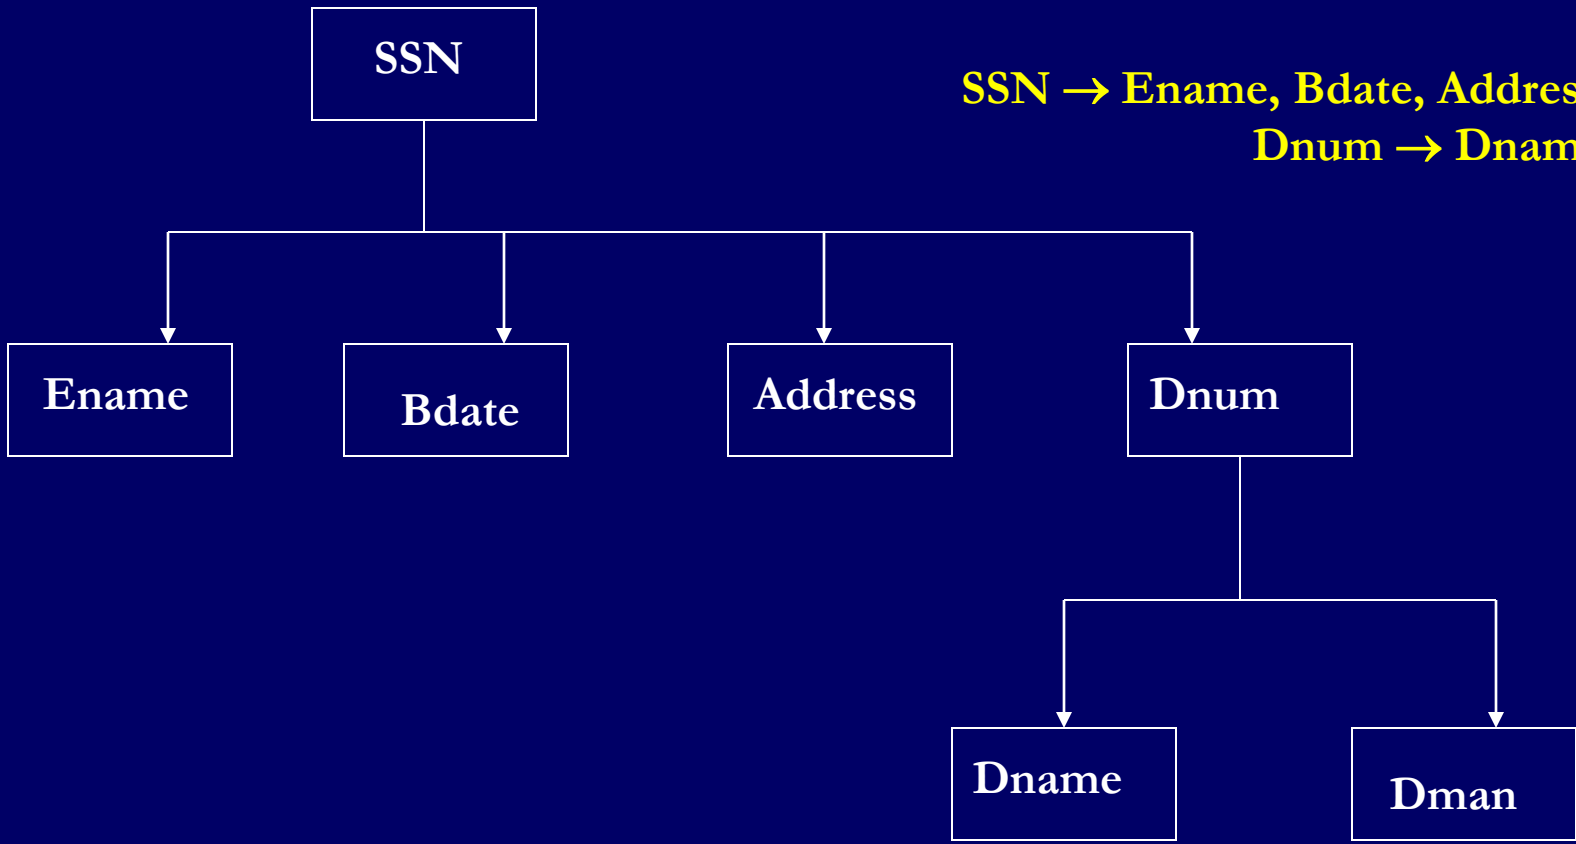 SSN
SSN → Ename, Bdate, Addres
Dnum → Dnam
Ename
Bdate
Address
Dnum
Dname
Dman